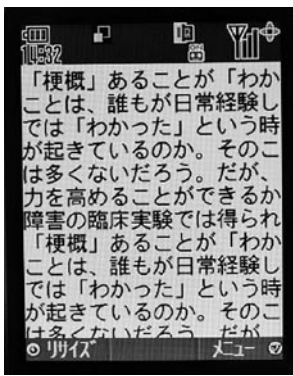 14:32
「梗概」あることが「わか
ことは、誰もが日常経験し
では「わかった」という時
が起きているのか。そのこ
は多くないだろう。だが、
力を高めることができるか
障害の臨床実験では得られ
「梗概」あることが「わか
ことは、誰もが日常経験し
では「わかった」という時
が起きているのか。そのこ
は多くないだろう。だが、
リサイズ メニュー